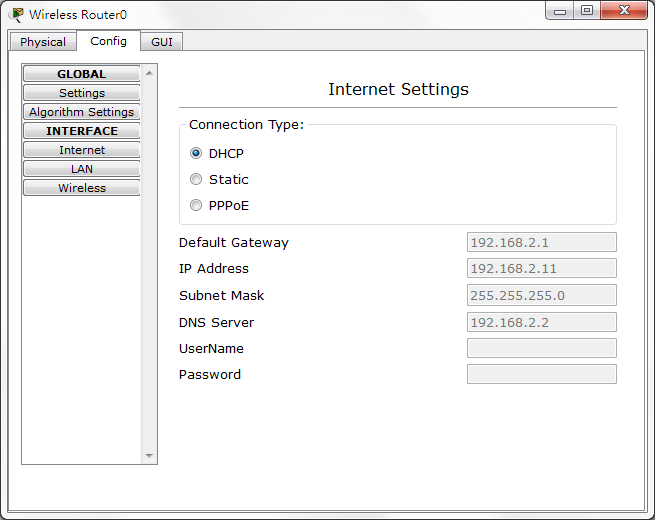 Wireless Router0
Physical Config GUI
GLOBAL
Settings
Algorithm Settings
INTERFACE
Internet
LAN
Wireless
Internet Settings
Connection Type:
DHCP
Static
PPPoE
Default Gateway 192.168.2.1
IP Address 192.168.2.11
Subnet Mask 255.255.255.0
DNS Server 192.168.2.2
UserName
Password